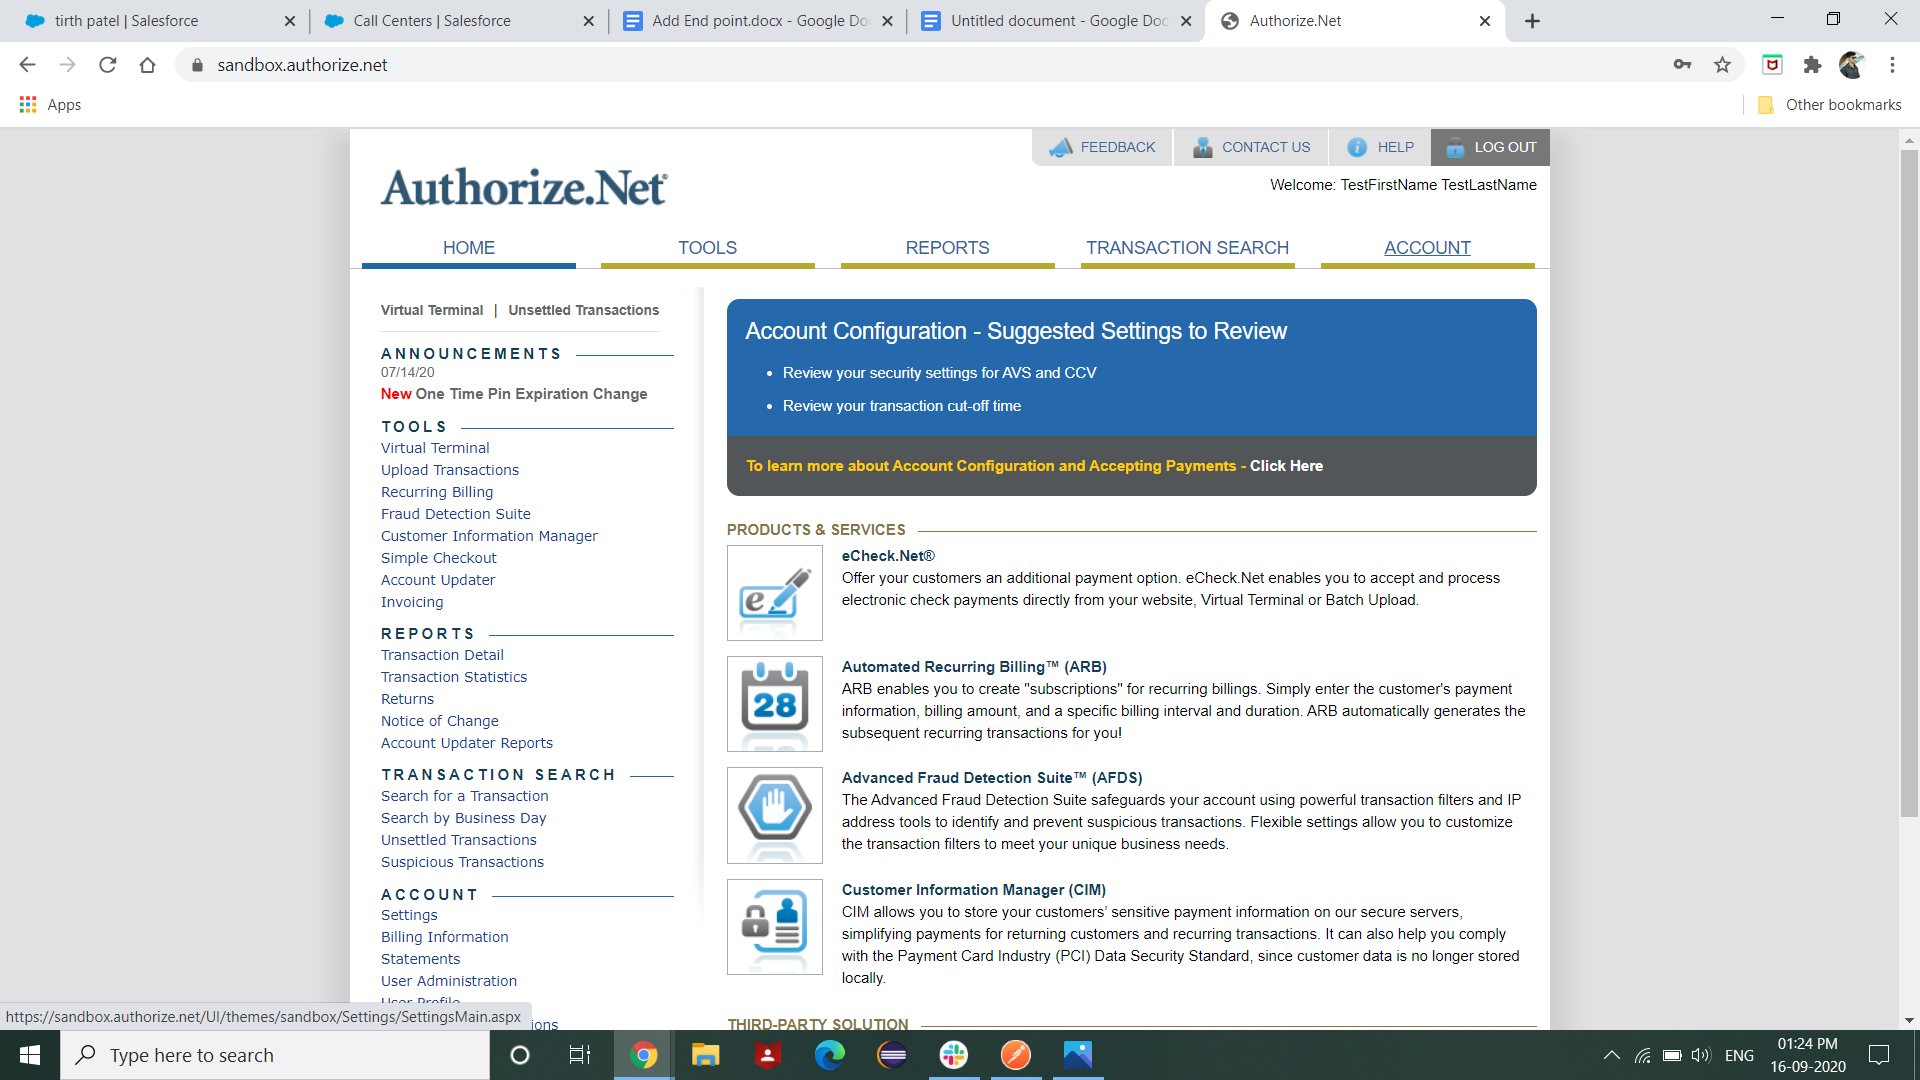 tirth patel | Salesforce
Call Centers | Salesforce
Add End point.docx - Google Do
Untitled document - Google Doc
Authorize.Net
sandbox.authorize.net
Apps
Other bookmarks
FEEDBACK
CONTACT US
HELP
LOG OUT
Authorize.Net
Welcome: TestFirstName TestLastName
HOME
TOOLS
REPORTS
TRANSACTION SEARCH
ACCOUNT
Virtual Terminal | Unsettled Transactions
ANNOUNCEMENTS
07/14/20
New One Time Pin Expiration Change
TOOLS
Virtual Terminal
Upload Transactions
Recurring Billing
Fraud Detection Suite
Customer Information Manager
Simple Checkout
Account Updater
Invoicing
REPORTS
Transaction Detail
Transaction Statistics
Returns
Notice of Change
Account Updater Reports
TRANSACTION SEARCH
Search for a Transaction
Search by Business Day
Unsettled Transactions
Suspicious Transactions
ACCOUNT
Settings
Billing Information
Statements
User Administration
User Profile
ions
https://sandbox.authorize.net/UI/themes/sandbox/Settings/SettingsMain.aspx
Account Configuration - Suggested Settings to Review
• Review your security settings for AVS and CCV
• Review your transaction cut-off time
To learn more about Account Configuration and Accepting Payments - Click Here
PRODUCTS & SERVICES
e
eCheck.Net®
Offer your customers an additional payment option. eCheck.Net enables you to accept and process
electronic check payments directly from your website, Virtual Terminal or Batch Upload.
28
Automated Recurring Billing™ (ARB)
ARB enables you to create "subscriptions" for recurring billings. Simply enter the customer's payment
information, billing amount, and a specific billing interval and duration. ARB automatically generates the
subsequent recurring transactions for you!
Advanced Fraud Detection Suite™ (AFDS)
The Advanced Fraud Detection Suite safeguards your account using powerful transaction filters and IP
address tools to identify and prevent suspicious transactions. Flexible settings allow you to customize
the transaction filters to meet your unique business needs.
Customer Information Manager (CIM)
CIM allows you to store your customers' sensitive payment information on our secure servers,
simplifying payments for returning customers and recurring transactions. It can also help you comply
with the Payment Card Industry (PCI) Data Security Standard, since customer data is no longer stored
locally.
THIRD-PARTY SOLUTION
Type here to search
ENG
01:24 PM
16-09-2020